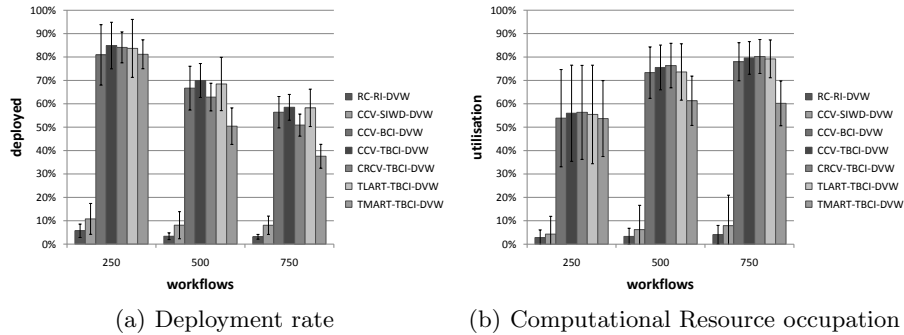 100%
90%
80%
70%
60%
50%
40%
30%
20%
10%
0%
deployed
250
500
750
workflows
RC-RI-DVW
CCV-SIWD-DVW
CCV-BCI-DVW
CCV-TBCI-DVW
CRCV-TBCI-DVW
TLART-TBCI-DVW
TMART-TBCI-DVW
(a) Deployment rate
100%
90%
80%
70%
60%
50%
40%
30%
20%
10%
0%
utilisation
250
500
750
workflows
RC-RI-DVW
CCV-SIWD-DVW
CCV-BCI-DVW
CCV-TBCI-DVW
CRCV-TBCI-DVW
TLART-TBCI-DVW
TMART-TBCI-DVW
(b) Computational Resource occupation